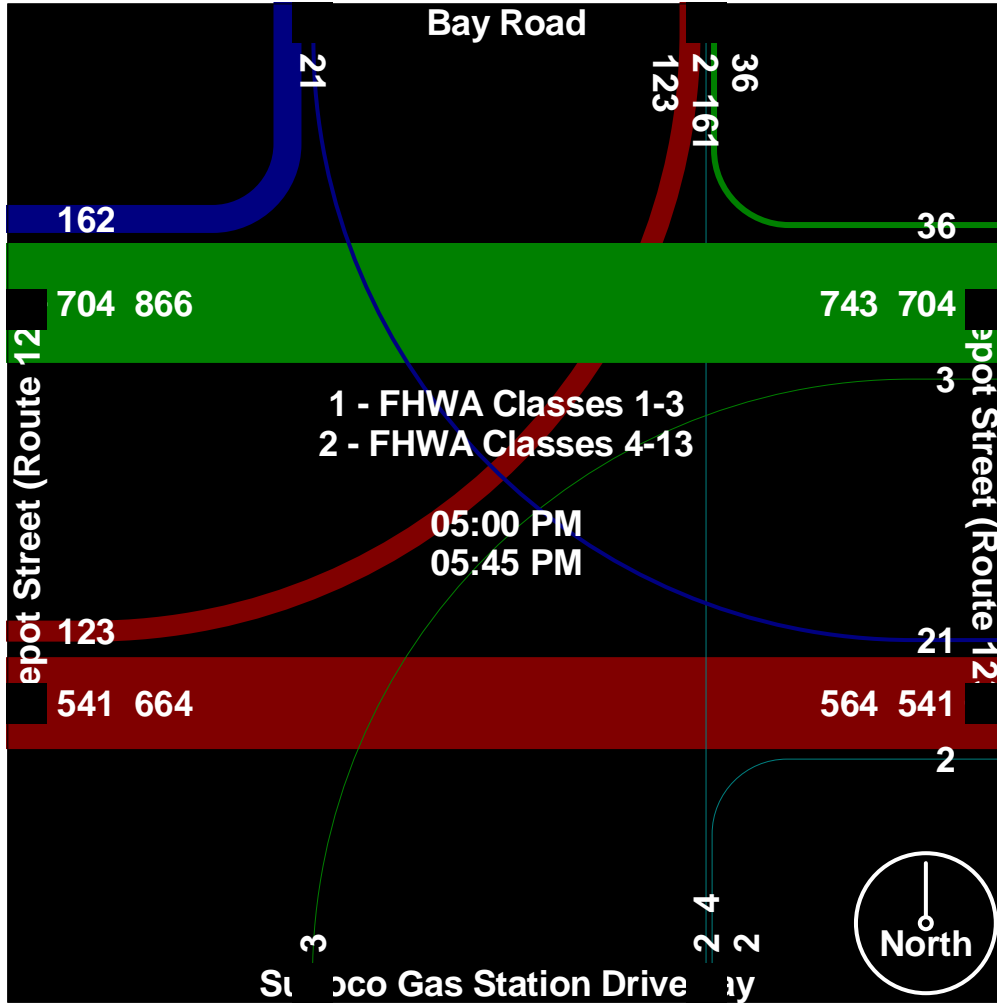 Bay Road
21
123
2
161
36
162
36
704 866
743 704
3
1 - FHWA Classes 1-3
2 - FHWA Classes 4-13
05:00 PM
05:45 PM
epot Street (Route 12
epot Street (Route 12
123
21
541 664
564 541
2
3
2
4
2
North
Su oco Gas Station Drive ay